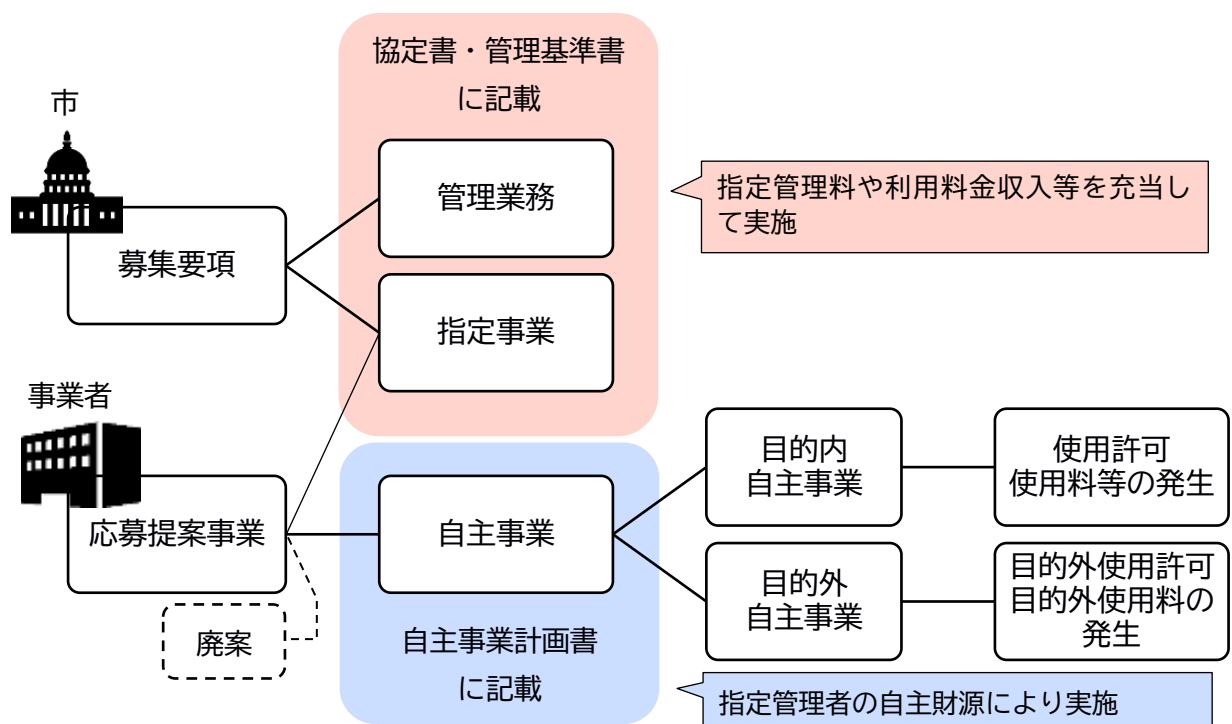 協定書・管理基準書
に記載
市
管理業務
指定管理料や利用料金収入等を充当し
て実施
募集要項
指定事業
事業者
目的内
自主事業
使用許可
使用料等の発生
応募提案事業
自主事業
目的外
自主事業
目的外使用許可
目的外使用料の
発生
廃案
自主事業計画書
に記載
指定管理者の自主財源により実施